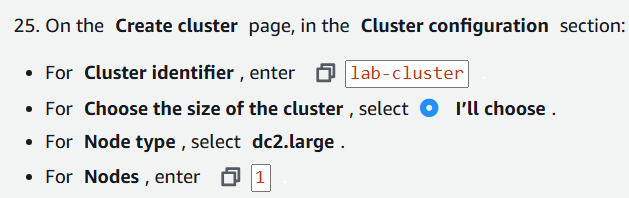 25. On the Create cluster page, in the Cluster configuration section:
• For Cluster identifier , enter lab-cluster
• For Choose the size of the cluster , select I'll choose .
• For Node type , select dc2.large .
• For Nodes , enter 1